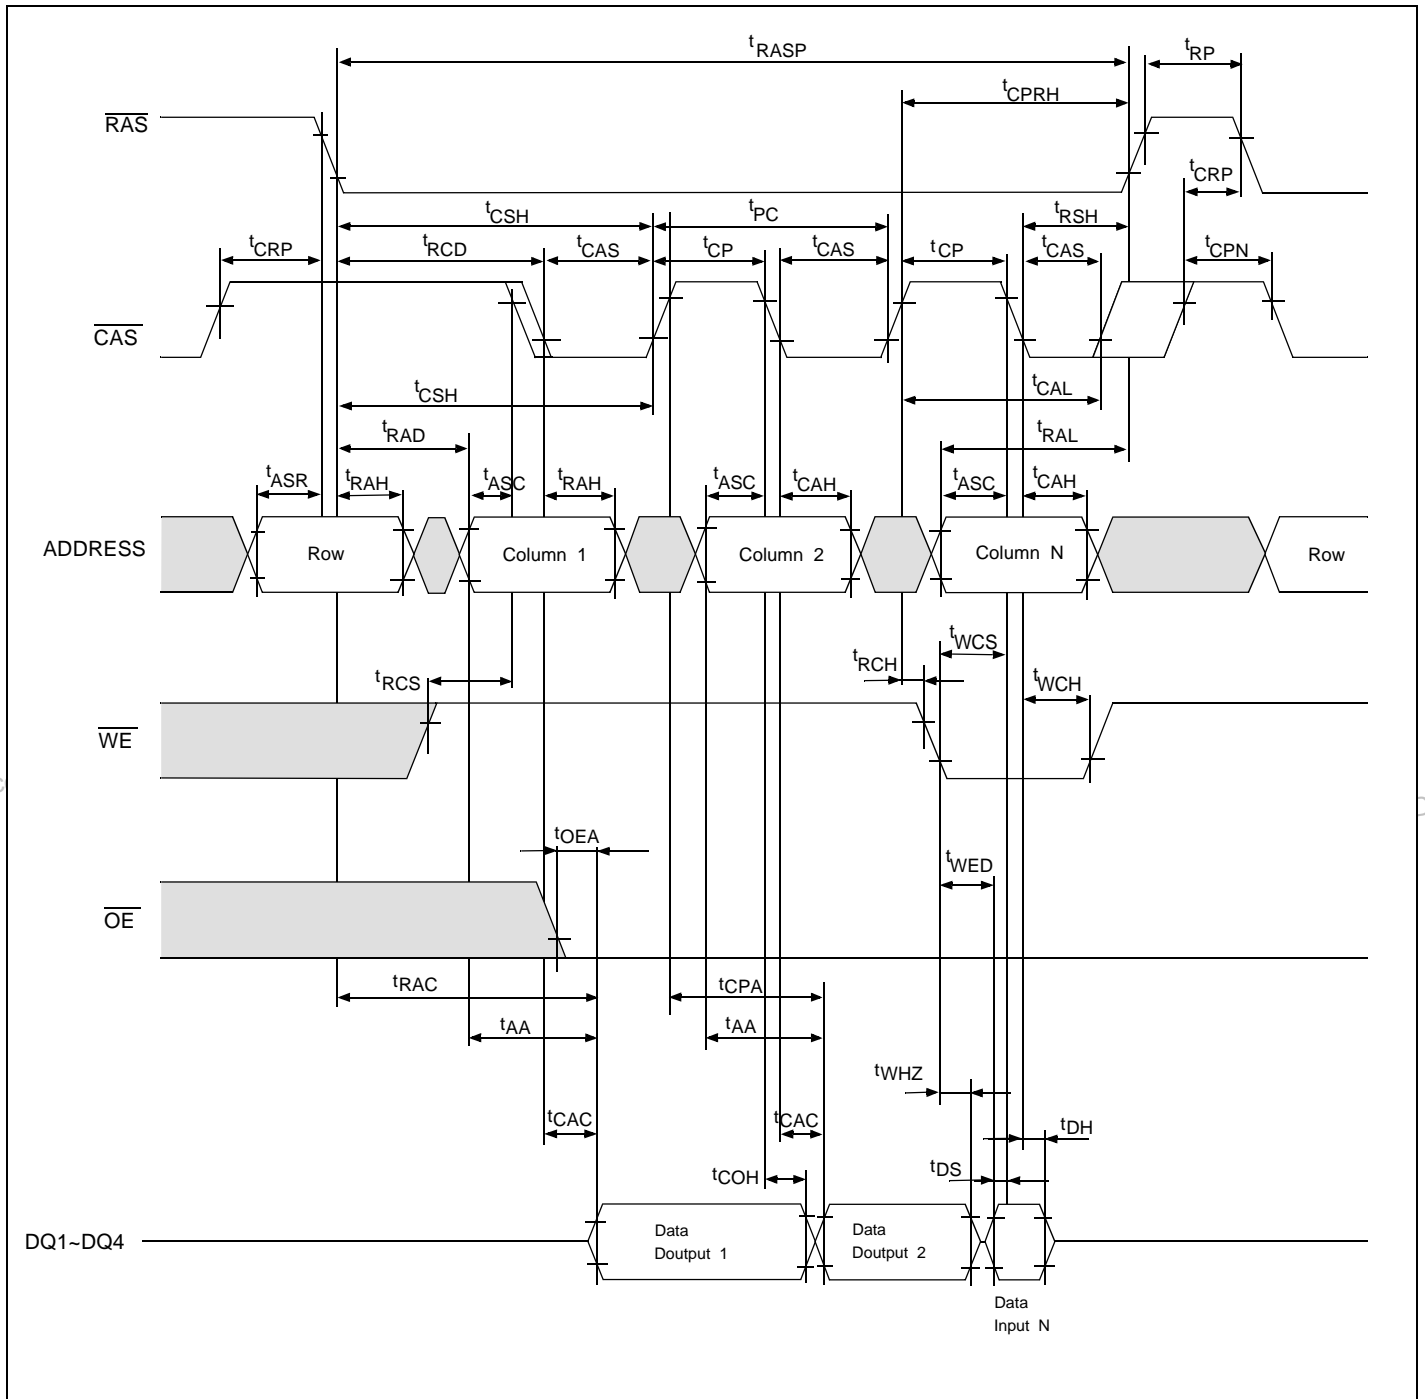 tRASP
tRP
tCPRH
RAS
tCRP
tCSH
tPC
tRSH
tCRP
tRCD
tCAS
tCP
tCAS
tCP
tCAS
tCPN
CAS
tCSH
tCAL
tRAD
tRAL
tASR
tRAH
tASC
tRAH
tASC
tCAH
tASC
tCAH
ADDRESS
Row
Column 1
Column 2
Column N
Row
tWCS
tRCH
tRCS
tWCH
WE
tOEA
tWED
OE
tRAC
tCPA
tAA
tAA
tWHZ
tCAC
tCAC
tDH
tCOH
tDS
DQ1~DQ4
Data
Doutput 1
Data
Doutput 2
Data
Input N